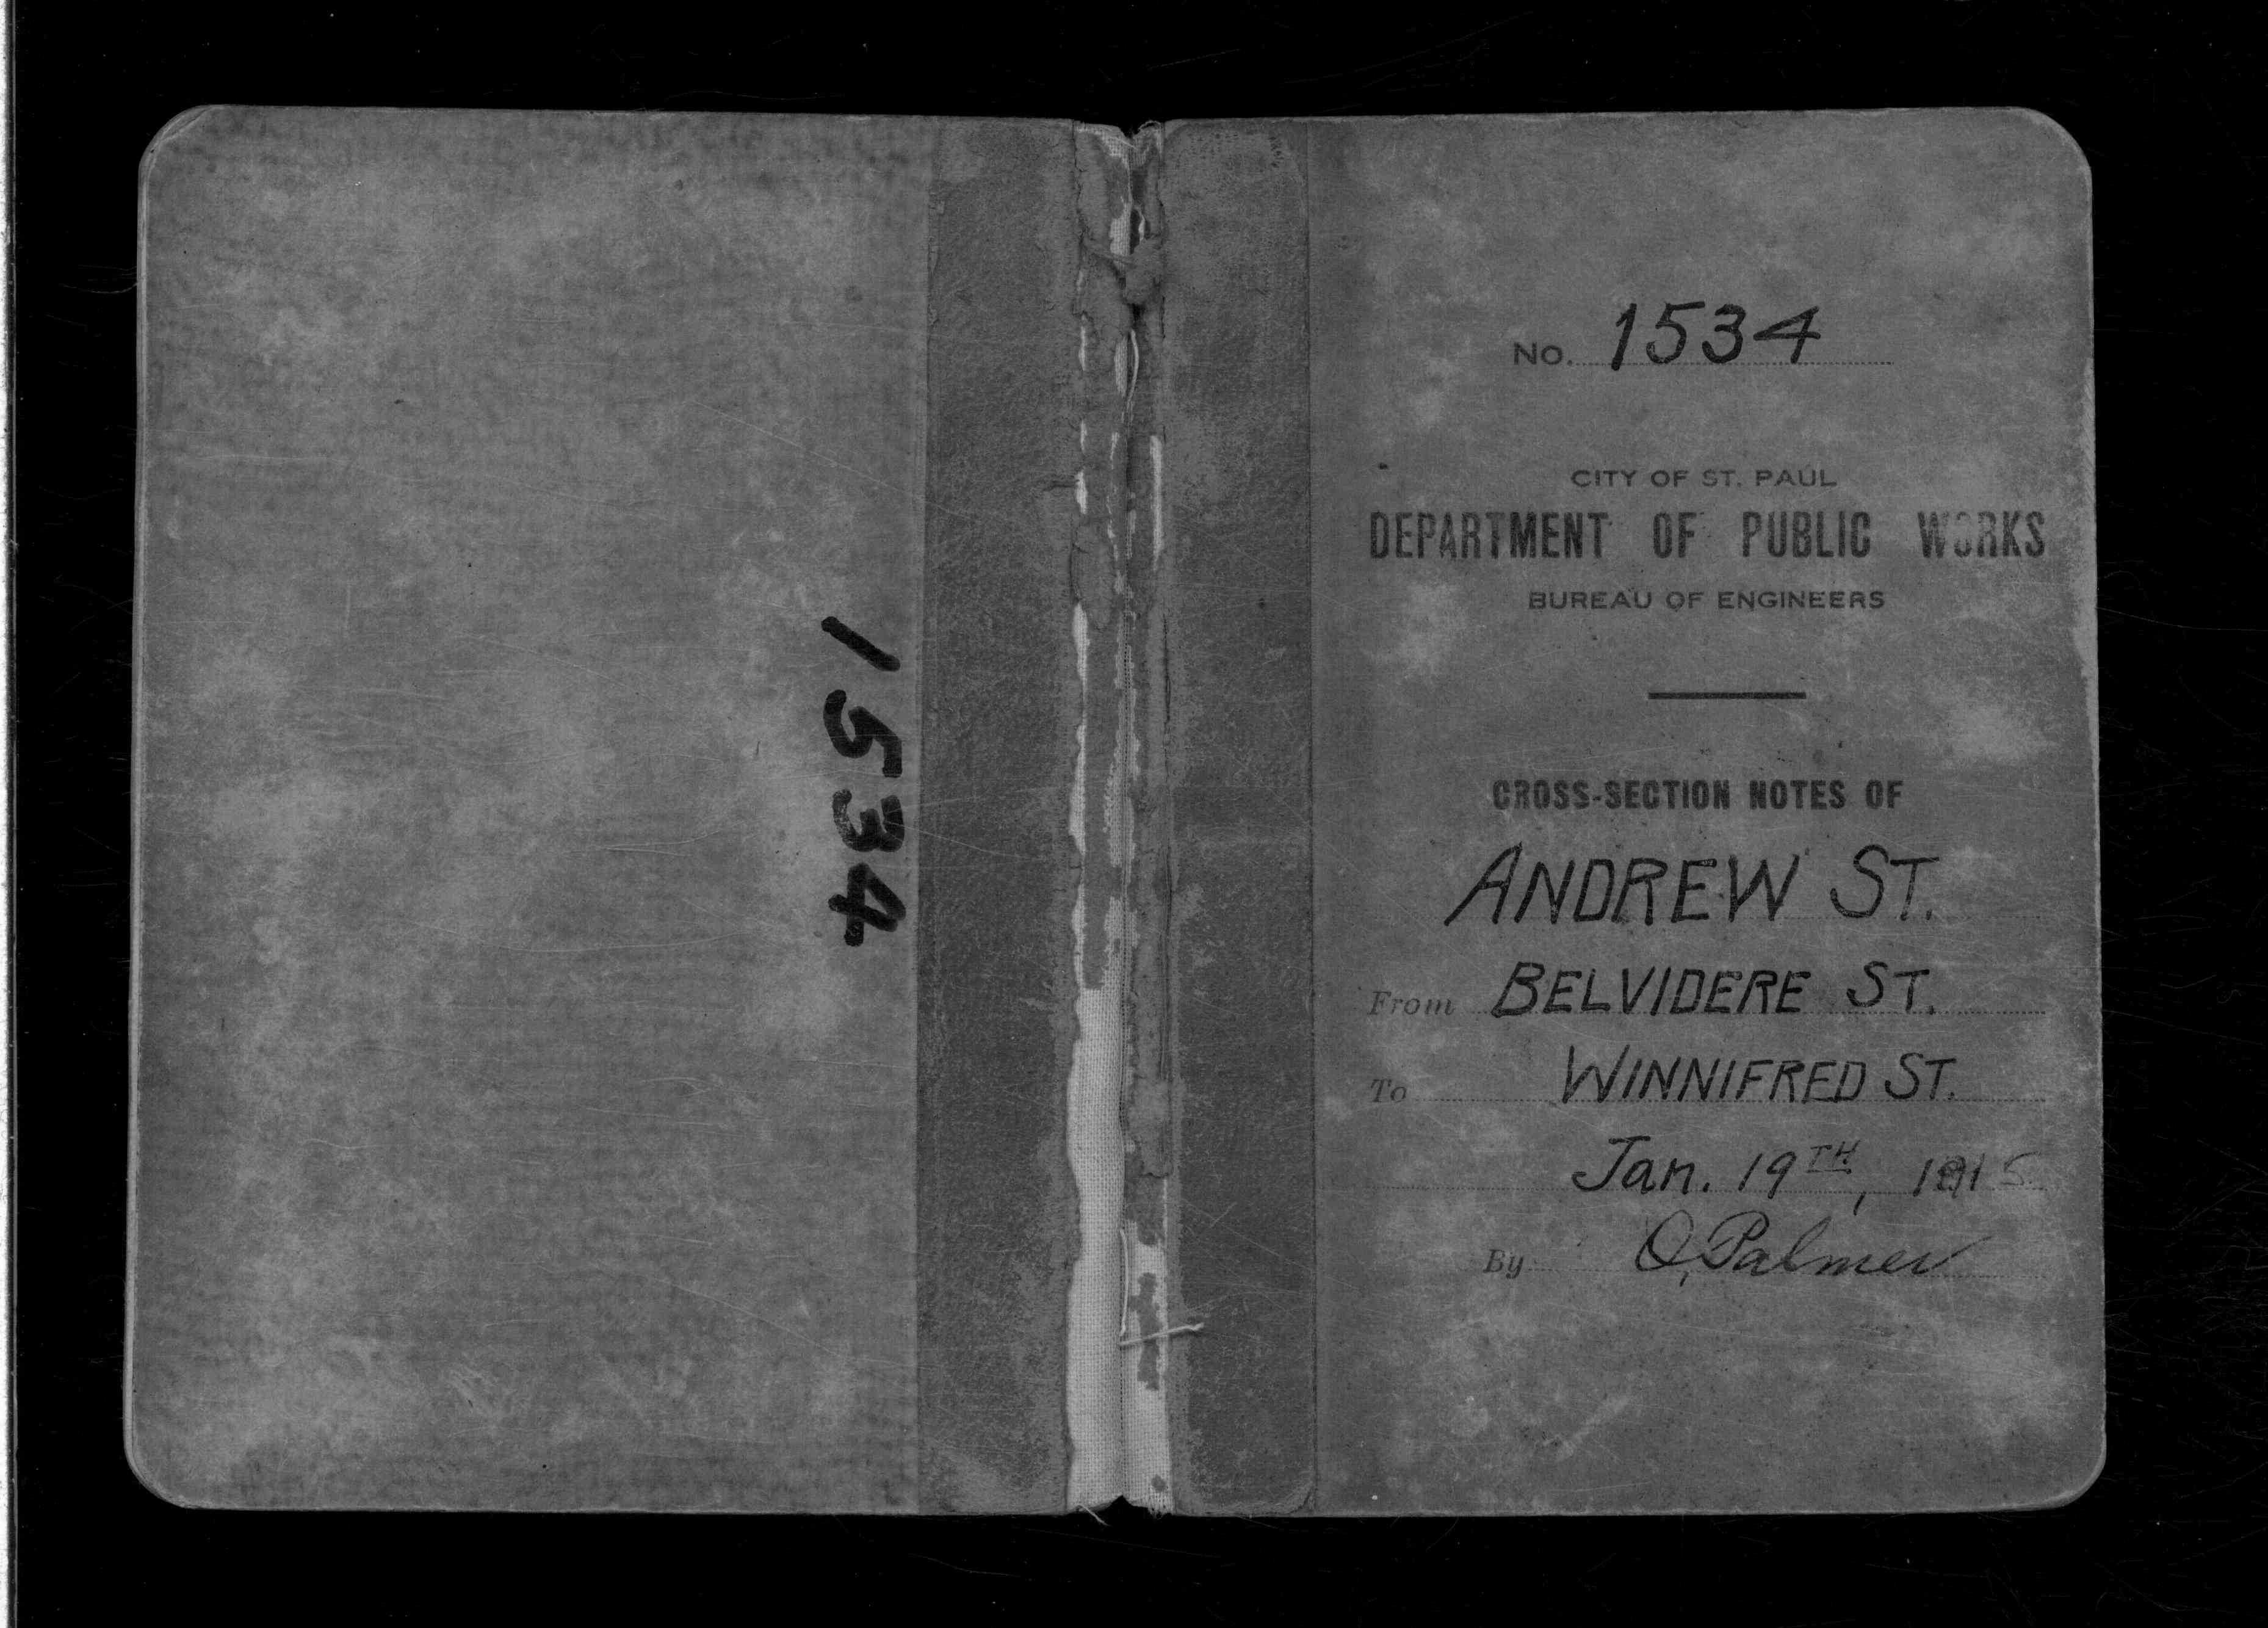 1534
No. 1534
CITY OF ST. PAUL
DEPARTMENT OF PUBLIC WORKS
BUREAU OF ENGINEERS
CROSS-SECTION NOTES OF
ANDREW ST.
From BELVIDERE ST.
To WINNIFRED ST.
Jan. 19TH, 1915
By O. Palmer